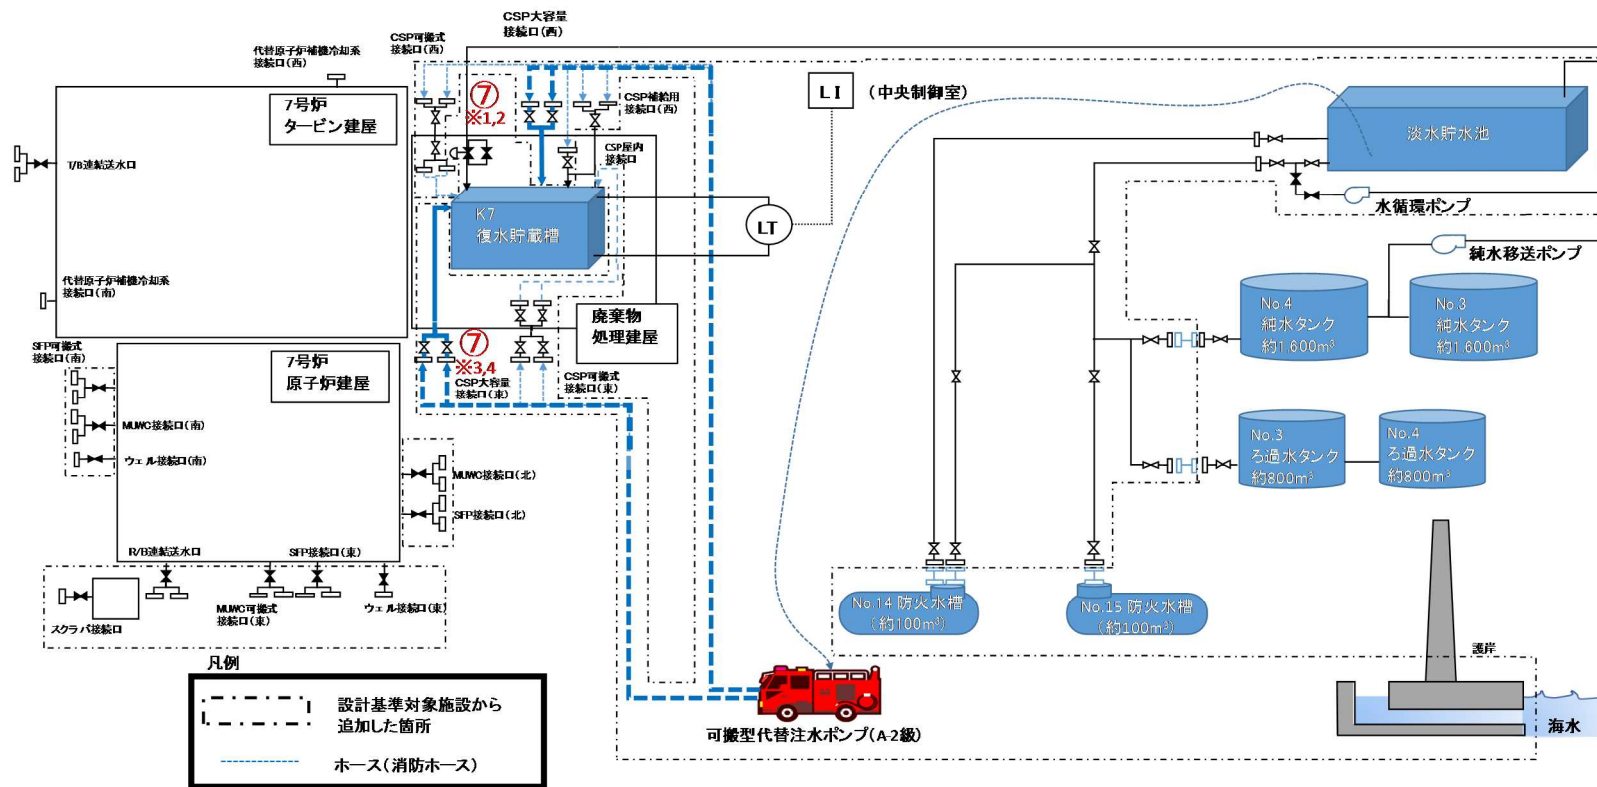 CSP大容量
接続口(西)
CSP可搬式
接続口(西)
代替原子炉補機冷却系
接続口(西)
7号炉
タービン建屋
⑦
※1,2
CSP補給用
接続口(西)
CSP屋内
接続口
LI
(中央制御室)
淡水貯水池
T/B連結送水口
K7
復水貯蔵槽
LT
水循環ポンプ
純水移送ポンプ
代替原子炉補機冷却系
接続口(南)
No.4
純水タンク
約1,600m³
No.3
純水タンク
約1,600m³
廃棄物
処理建屋
SFP可搬式
接続口(南)
7号炉
原子炉建屋
⑦
※3,4
CSP大容量
接続口(東)
CSP可搬式
接続口(東)
MUWC接続口(南)
ウェル接続口(南)
No.3
ろ過水タンク
約800m³
No.4
ろ過水タンク
約800m³
MUWC接続口(北)
SFP接続口(北)
R/B連結送水口
SFP接続口(東)
スクラバ接続口
MUWC可搬式
接続口(東)
ウェル接続口(東)
No.14 防火水槽
(約100m³)
No.15 防火水槽
(約100m³)
護岸
海水
可搬型代替注水ポンプ(A-2級)
凡例
設計基準対象施設から
追加した箇所
ホース(消防ホース)